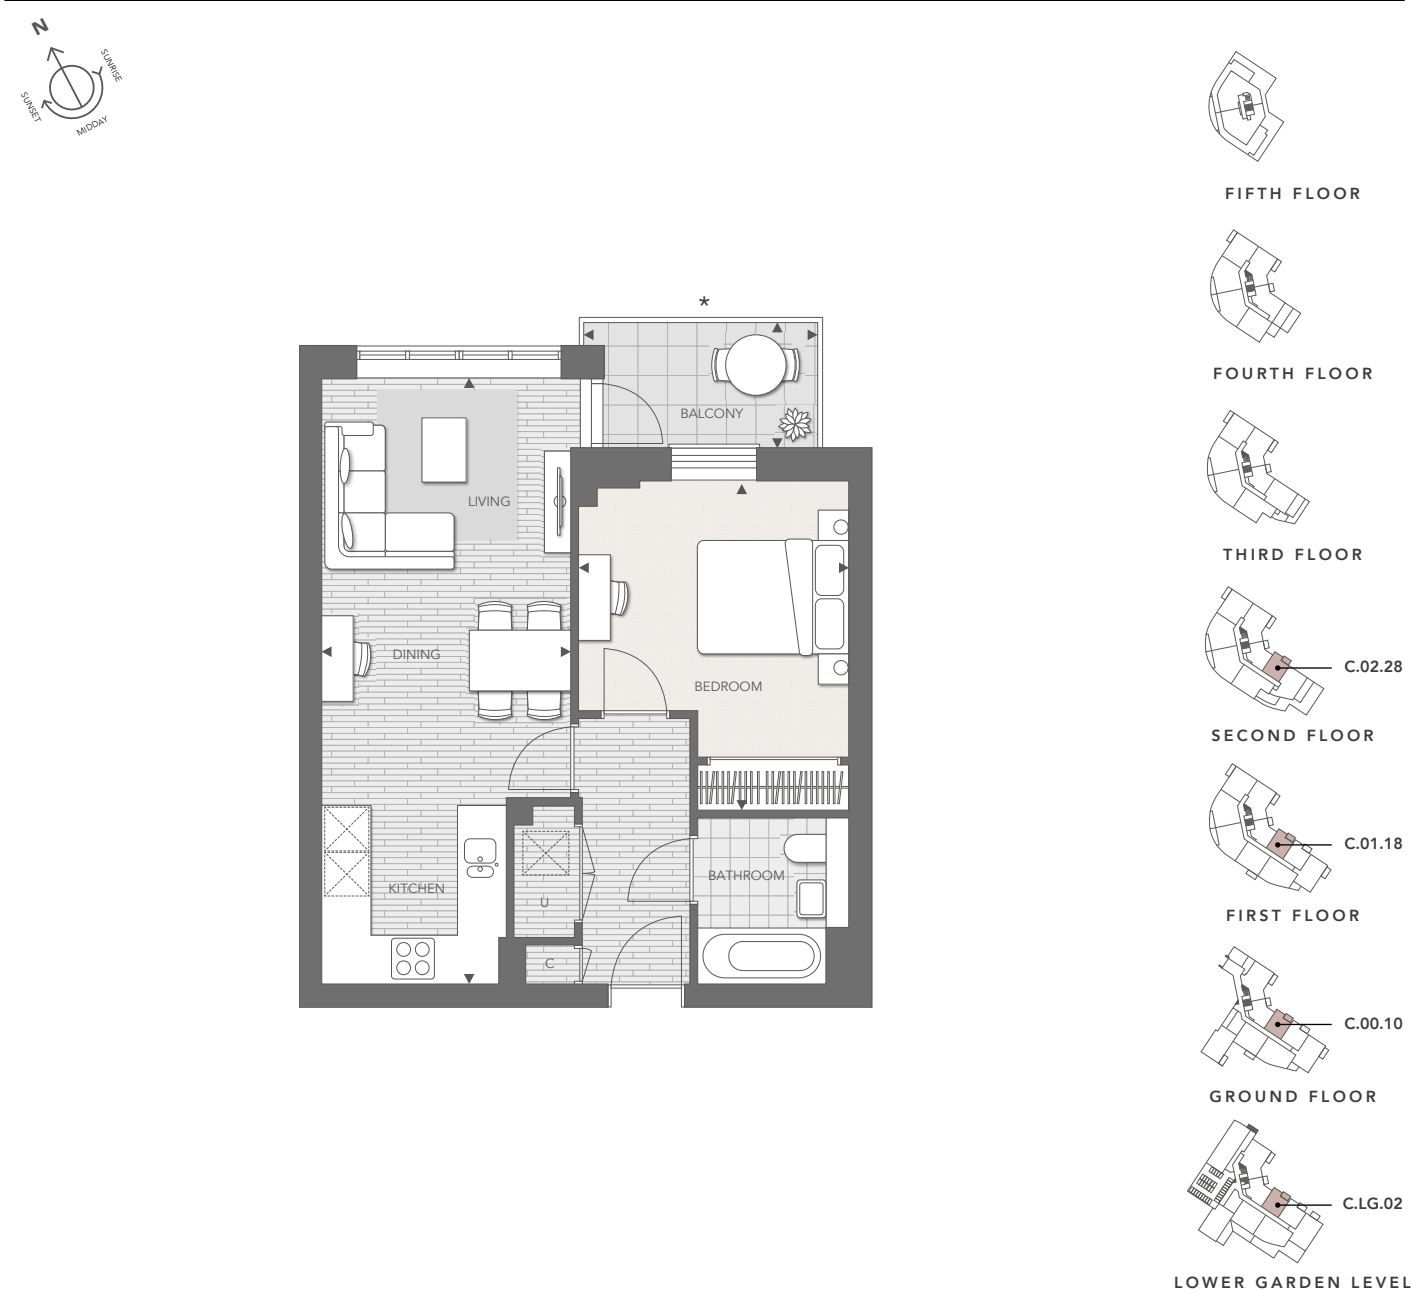 N
SUNRISE
SUNSET
MIDDAY
*
BALCONY
LIVING
DINING
BEDROOM
KITCHEN
U
BATHROOM
C
FIFTH FLOOR
FOURTH FLOOR
THIRD FLOOR
C.02.28
SECOND FLOOR
C.01.18
FIRST FLOOR
C.00.10
GROUND FLOOR
C.LG.02
LOWER GARDEN LEVEL